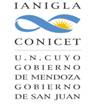 IANIGLA
CONICET
U.N.CUYO
GOBIERNO
DE MENDOZA
GOBIERNO
DE SAN JUAN